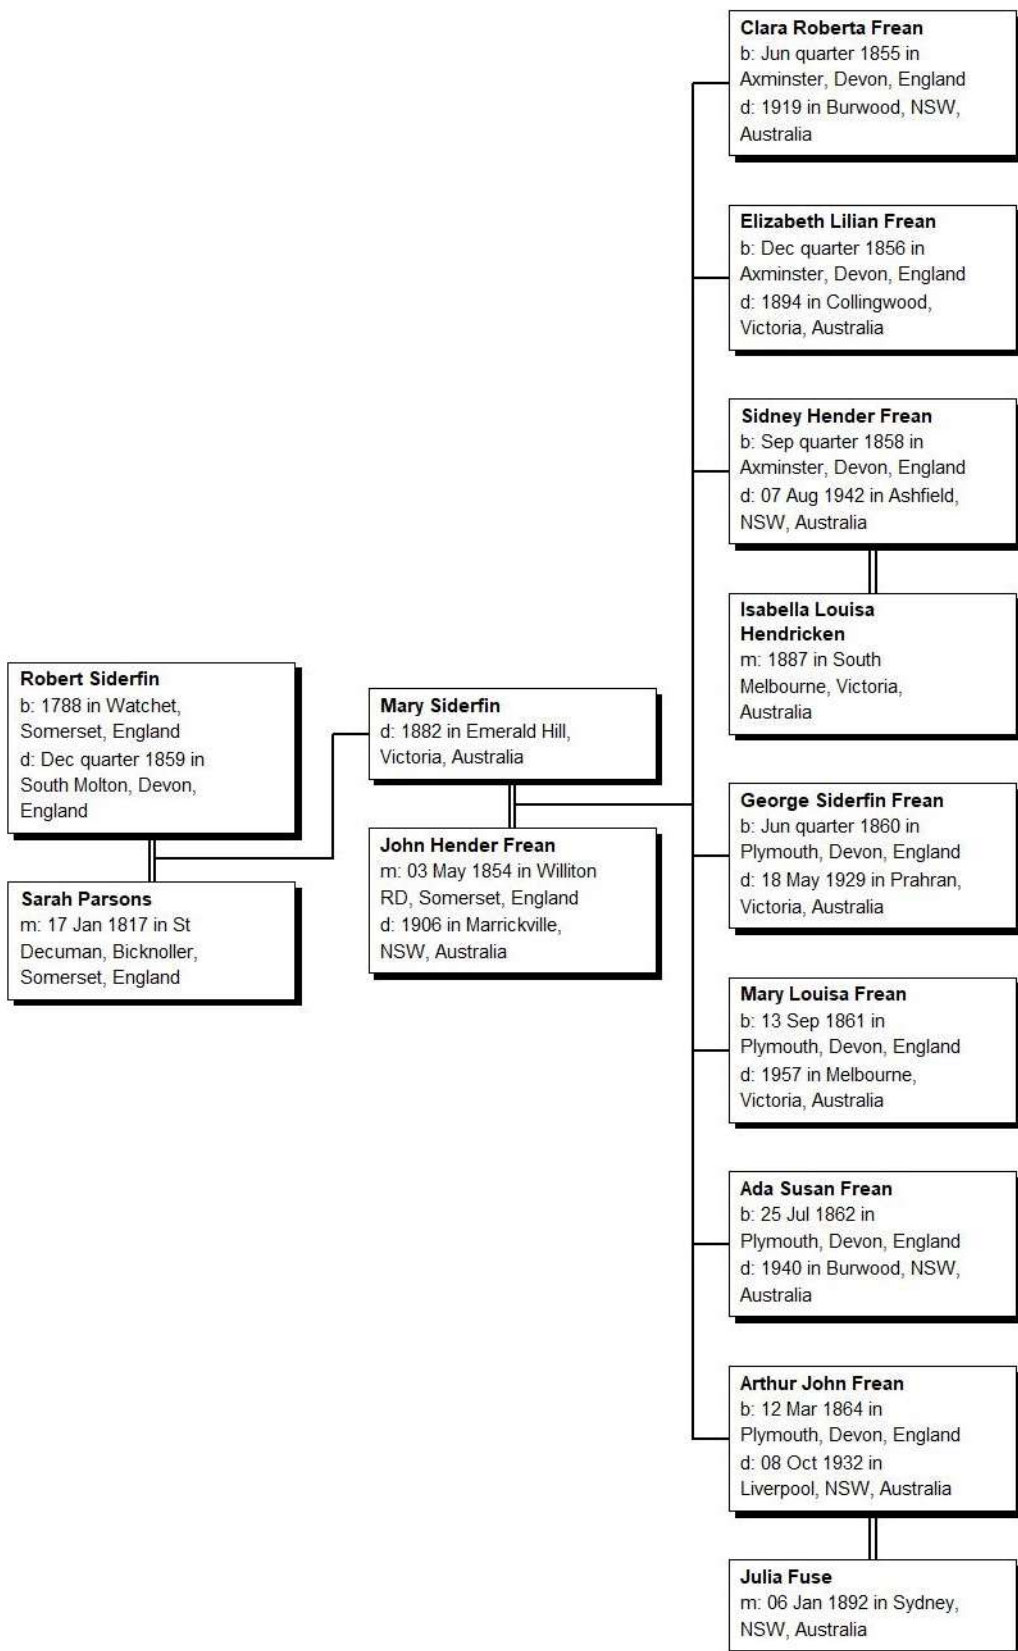 Robert Siderfin
b: 1788 in Watchet,
Somerset, England
d: Dec quarter 1859 in
South Molton, Devon,
England
Sarah Parsons
m: 17 Jan 1817 in St
Decuman, Bicknoller,
Somerset, England
Mary Siderfin
d: 1882 in Emerald Hill,
Victoria, Australia
John Hender Frean
m: 03 May 1854 in Williton
RD, Somerset, England
d: 1906 in Marrickville,
NSW, Australia
Clara Roberta Frean
b: Jun quarter 1855 in
Axminster, Devon, England
d: 1919 in Burwood, NSW,
Australia
Elizabeth Lilian Frean
b: Dec quarter 1856 in
Axminster, Devon, England
d: 1894 in Collingwood,
Victoria, Australia
Sidney Hender Frean
b: Sep quarter 1858 in
Axminster, Devon, England
d: 07 Aug 1942 in Ashfield,
NSW, Australia
Isabella Louisa
Hendricken
m: 1887 in South
Melbourne, Victoria,
Australia
George Siderfin Frean
b: Jun quarter 1860 in
Plymouth, Devon, England
d: 18 May 1929 in Prahran,
Victoria, Australia
Mary Louisa Frean
b: 13 Sep 1861 in
Plymouth, Devon, England
d: 1957 in Melbourne,
Victoria, Australia
Ada Susan Frean
b: 25 Jul 1862 in
Plymouth, Devon, England
d: 1940 in Burwood, NSW,
Australia
Arthur John Frean
b: 12 Mar 1864 in
Plymouth, Devon, England
d: 08 Oct 1932 in
Liverpool, NSW, Australia
Julia Fuse
m: 06 Jan 1892 in Sydney,
NSW, Australia